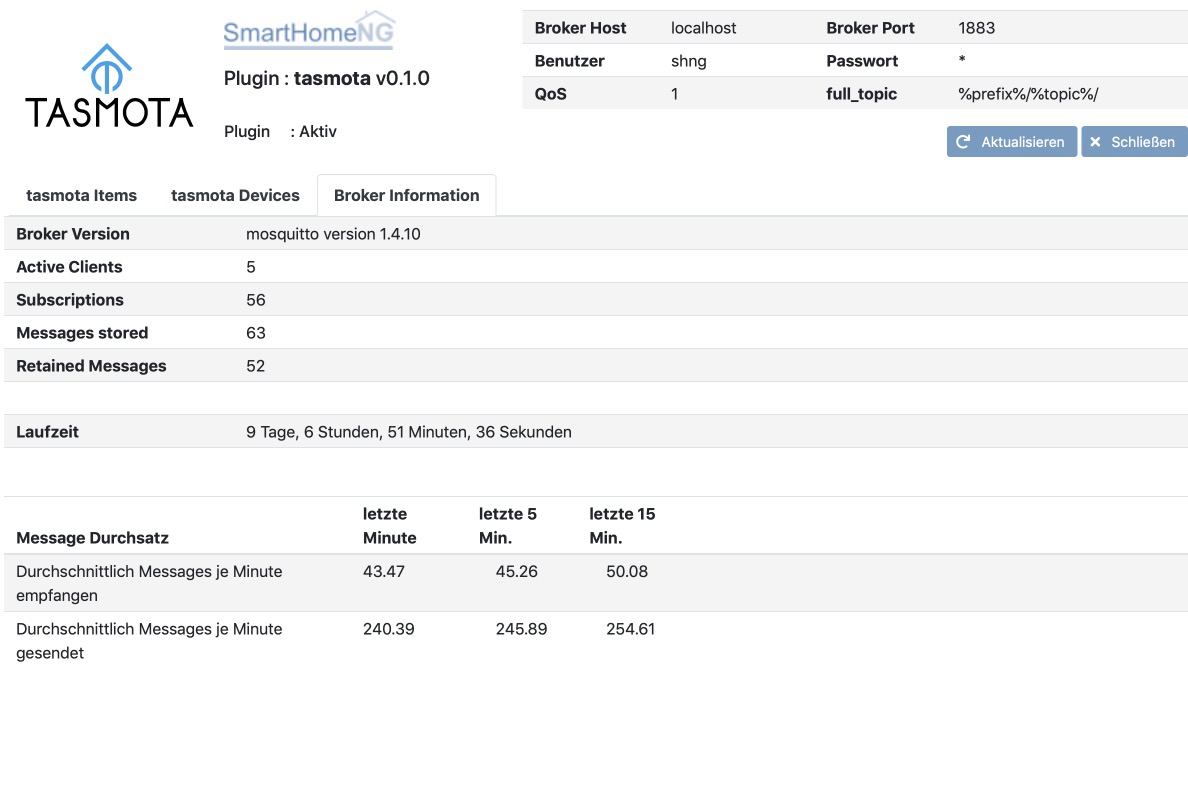 TASMOTA
SmartHomeNG
Plugin : tasmota v0.1.0
Plugin : Aktiv
Broker Host localhost Broker Port 1883
Benutzer shng Passwort *
QoS 1 full_topic %prefix%/%topic%/
Aktualisieren Schließen
tasmota Items tasmota Devices Broker Information
Broker Version mosquitto version 1.4.10
Active Clients 5
Subscriptions 56
Messages stored 63
Retained Messages 52
Laufzeit 9 Tage, 6 Stunden, 51 Minuten, 36 Sekunden
letzte letzte 5 letzte 15
Message Durchsatz Minute Min. Min.
Durchschnittlich Messages je Minute 43.47 45.26 50.08
empfangen
Durchschnittlich Messages je Minute 240.39 245.89 254.61
gesendet